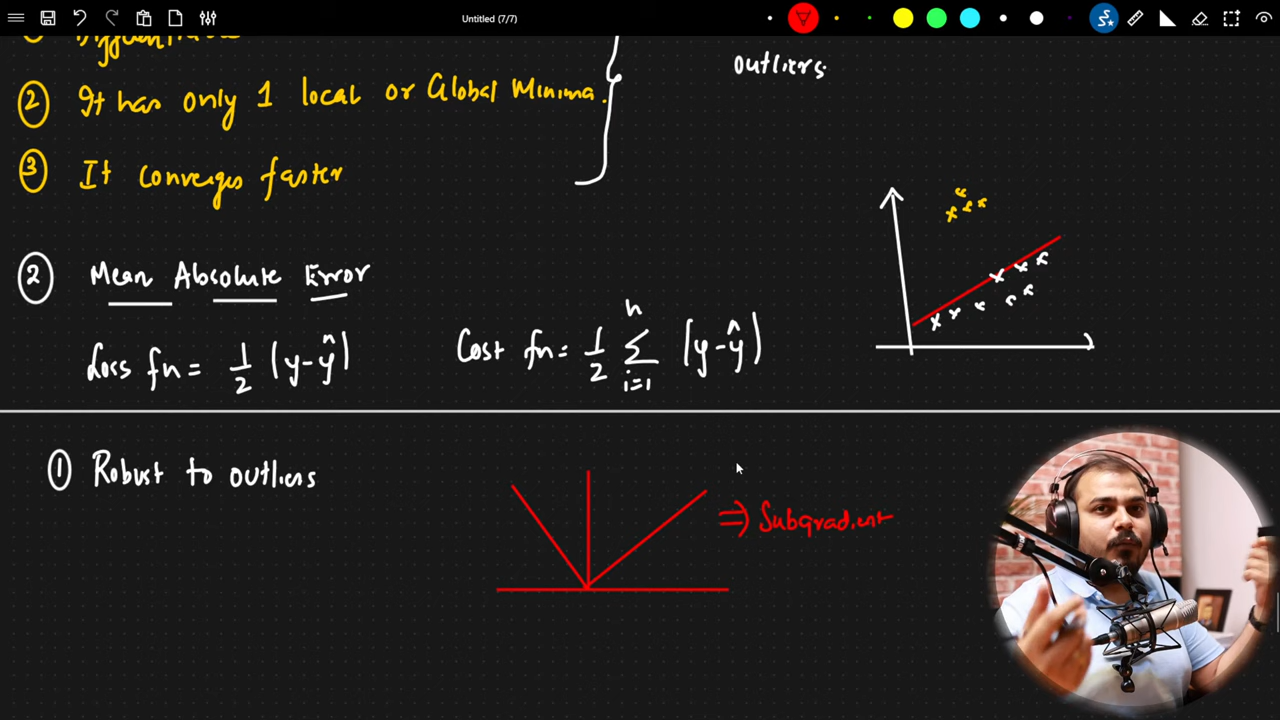 Untitled (7/7)
outliers.
② It has only 1 local or Global Minima.
③ It converges faster
② Mean Absolute Error
Loss fn = 1/2 |y-ŷ|
Cost fn = 1/2 n∑i=1 |y-ŷ|
① Robust to outliers
⇒ Subgradient